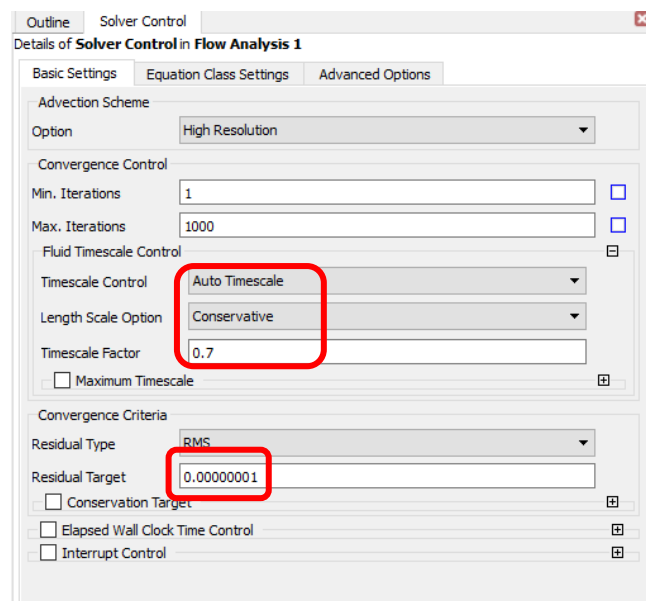 Outline Solver Control
Details of Solver Control in Flow Analysis 1
Basic Settings Equation Class Settings Advanced Options
Advection Scheme
Option High Resolution
Convergence Control
Min. Iterations 1
Max. Iterations 1000
Fluid Timescale Control
Timescale Control Auto Timescale
Length Scale Option Conservative
Timescale Factor 0.7
Maximum Timescale
Convergence Criteria
Residual Type RMS
Residual Target 0.00000001
Conservation Target
Elapsed Wall Clock Time Control
Interrupt Control